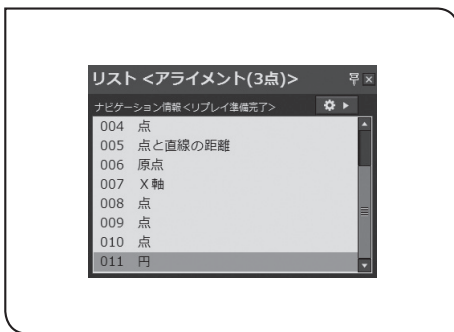 リスト <アライメント(3点)>
ナビゲーション情報<リプレイ準備完了>
004 点
005 点と直線の距離
006 原点
007 X軸
008 点
009 点
010 点
011 円